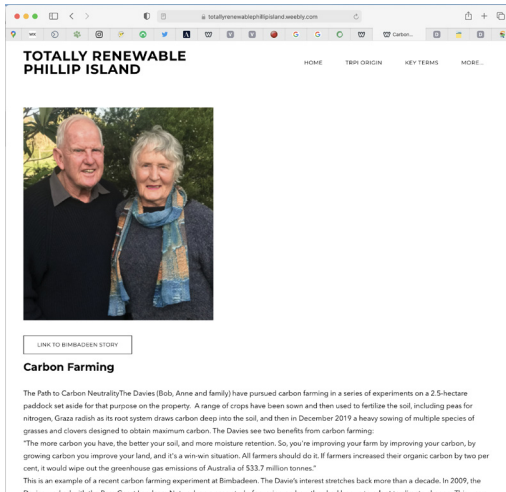 totallyrenewablephillipisland.weebly.com
Carbon...
TOTALLY RENEWABLE
PHILLIP ISLAND
HOME TRPI ORIGIN KEY TERMS MORE...
LINK TO BIMBADEEN STORY
Carbon Farming
The Path to Carbon NeutralityThe Davies (Bob, Anne and family) have pursued carbon farming in a series of experiments on a 2.5-hectare
paddock set aside for that purpose on the property. A range of crops have been sown and then used to fertilize the soil, including peas for
nitrogen, Graza radish as its root system draws carbon deep into the soil, and then in December 2019 a heavy sowing of multiple species of
grasses and clovers designed to obtain maximum carbon. The Davies see two benefits from carbon farming:
"The more carbon you have, the better your soil, and more moisture retention. So, you're improving your farm by improving your carbon, by
growing carbon you improve your land, and it's a win-win situation. All farmers should do it. If farmers increased their organic carbon by two per
cent, it would wipe out the greenhouse gas emissions of Australia of $33.7 million tonnes."
This is an example of a recent carbon farming experiment at Bimbadeen. The Davie's interest stretches back more than a decade. In 2009, the